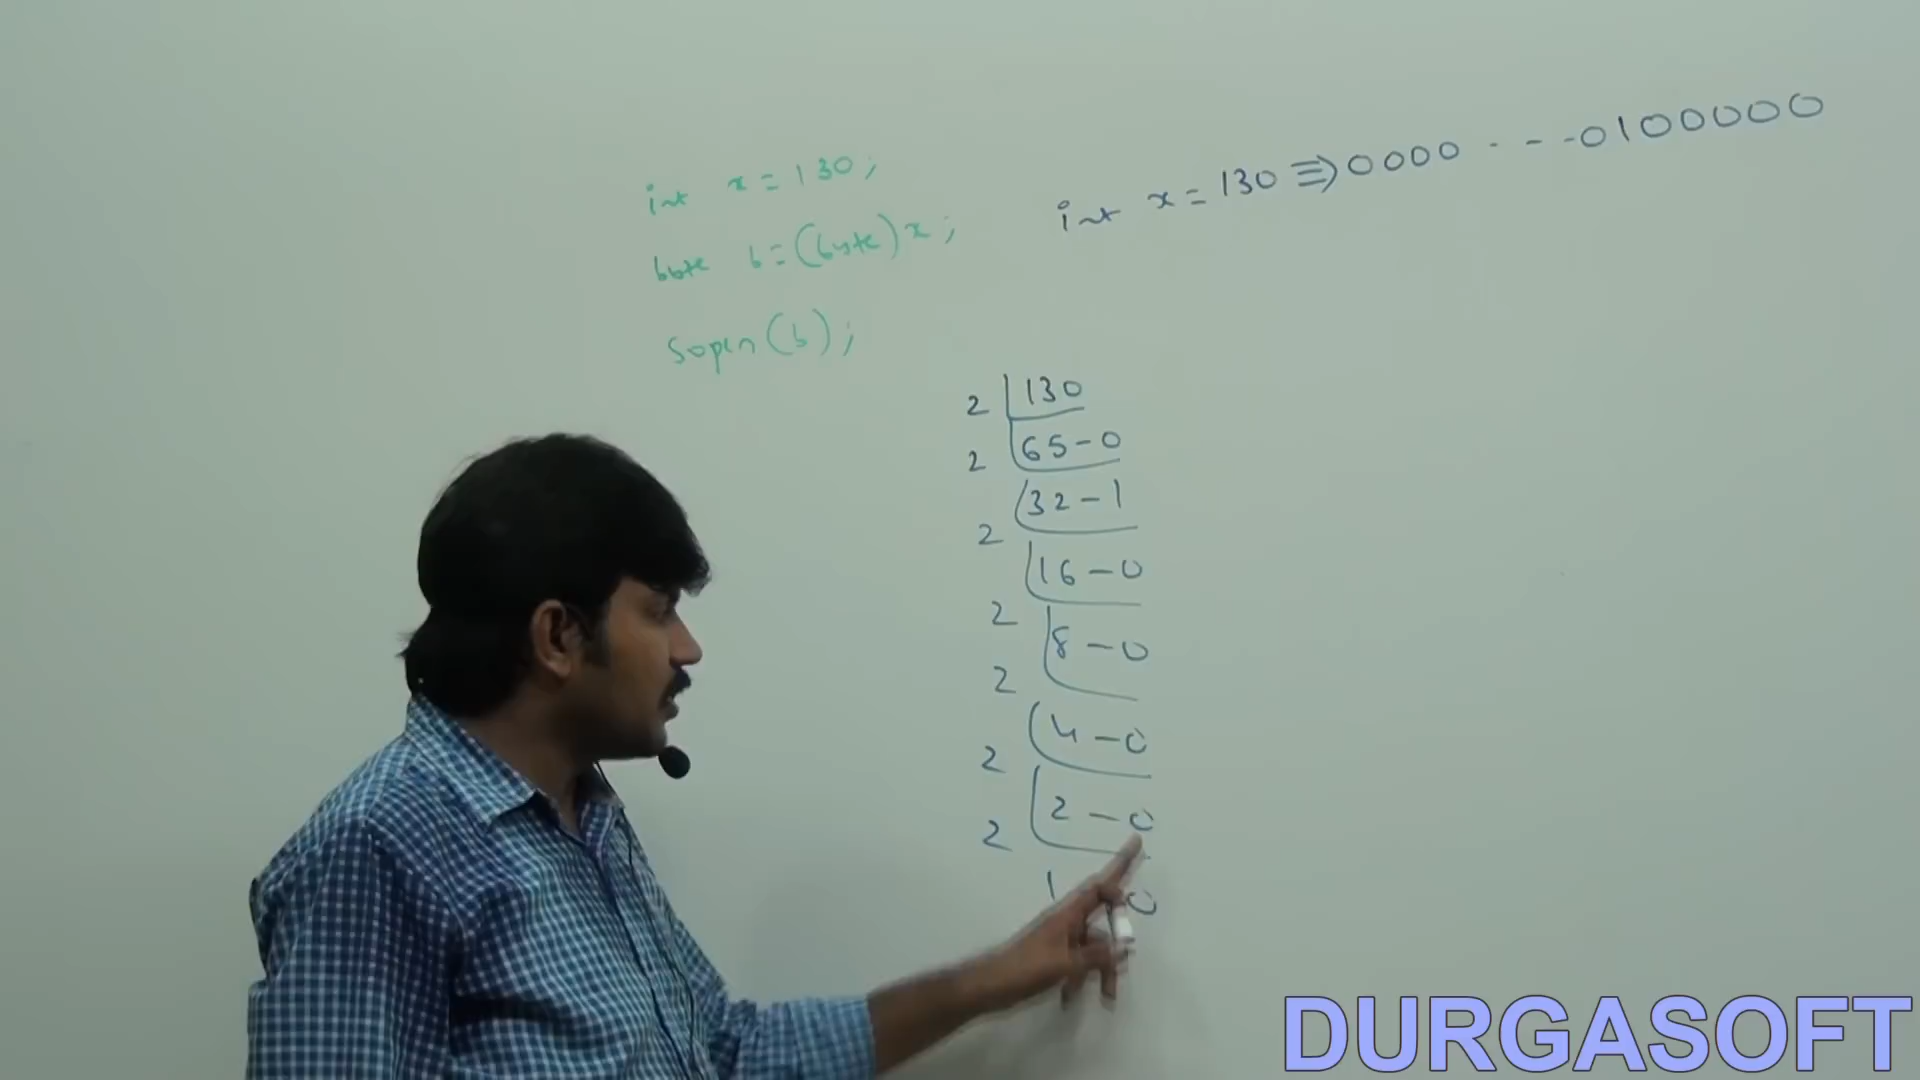 int x = 130;
byte b = (byte) x;
Sopln (b);
int x = 130 ⇒ 0000 - - - 0100000
2 130
2 65 - 0
32 - 1
2
16 - 0
2
8 - 0
2
4 - 0
2
2 - 0
2
1 - 0
DURGASOFT